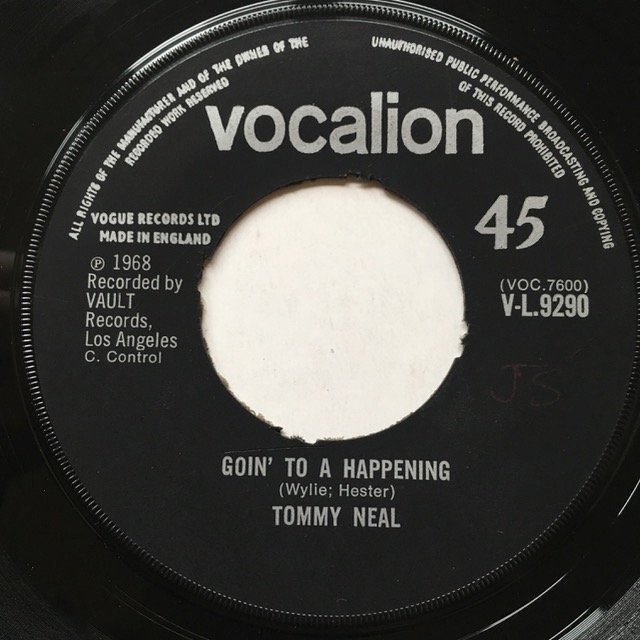 ALL RIGHTS OF THE MANUFACTURER AND OF THE OWNER OF THE
RECORDED WORK RESERVED
UNAUTHORISED PUBLIC PERFORMANCE BROADCASTING AND COPYING
OF THIS RECORD PROHIBITED
vocalion
VOGUE RECORDS LTD
MADE IN ENGLAND
45
℗ 1968
Recorded by
VAULT
Records,
Los Angeles
C. Control
(VOC.7600)
V-L.9290
JS
GOIN' TO A HAPPENING
(Wylie; Hester)
TOMMY NEAL